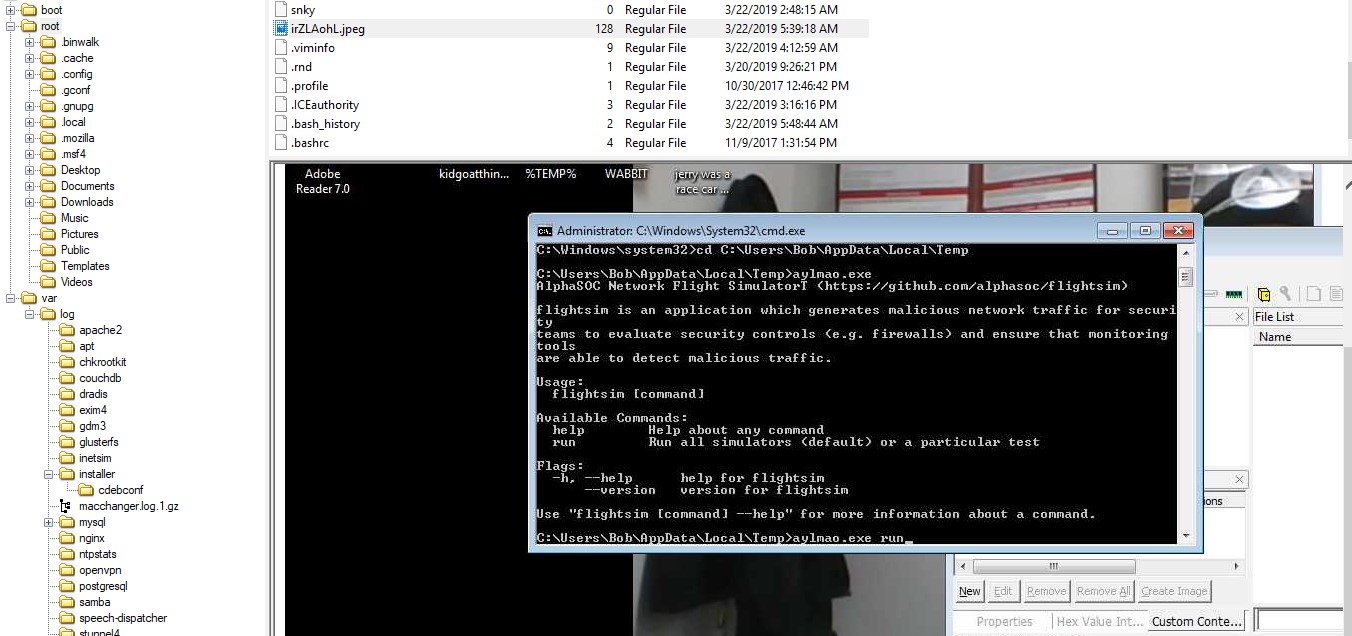 boot
root
.binwalk
.cache
.config
.gconf
.gnupg
.local
.mozilla
.msf4
Desktop
Documents
Downloads
Music
Pictures
Public
Templates
Videos
var
log
apache2
apt
chkrootkit
couchdb
dradis
exim4
gdm3
glusterfs
inetsim
installer
cdebconf
macchanger.log.1.gz
mysql
nginx
ntpstats
openvpn
postgresql
samba
speech-dispatcher
stunnel4
snky 0 Regular File 3/22/2019 2:48:15 AM
irZLAohL.jpeg 128 Regular File 3/22/2019 5:39:18 AM
.viminfo 9 Regular File 3/22/2019 4:12:59 AM
.rnd 1 Regular File 3/20/2019 9:26:21 PM
.profile 1 Regular File 10/30/2017 12:46:42 PM
.ICEauthority 3 Regular File 3/22/2019 3:16:16 PM
.bash_history 2 Regular File 3/22/2019 5:48:44 AM
.bashrc 4 Regular File 11/9/2017 1:31:54 PM
Adobe
Reader 7.0
kidgoatthin...
%TEMP%
WABBIT
jerry was a
race car ...
Administrator: C:\Windows\System32\cmd.exe
C:\Windows\system32>cd C:\Users\Bob\AppData\Local\Temp
C:\Users\Bob\AppData\Local\Temp>aylmao.exe
AlphaSOC Network Flight SimulatorT (https://github.com/alphasoc/flightsim)
flightsim is an application which generates malicious network traffic for securi
ty
teams to evaluate security controls (e.g. firewalls) and ensure that monitoring
tools
are able to detect malicious traffic.
Usage:
flightsim [command]
Available Commands:
help Help about any command
run Run all simulators (default) or a particular test
Flags:
-h, --help help for flightsim
--version version for flightsim
Use "flightsim [command] --help" for more information about a command.
C:\Users\Bob\AppData\Local\Temp>aylmao.exe run_
File List
Name
ions
New Edit Remove Remove All Create Image
Properties Hex Value Int... Custom Conte...